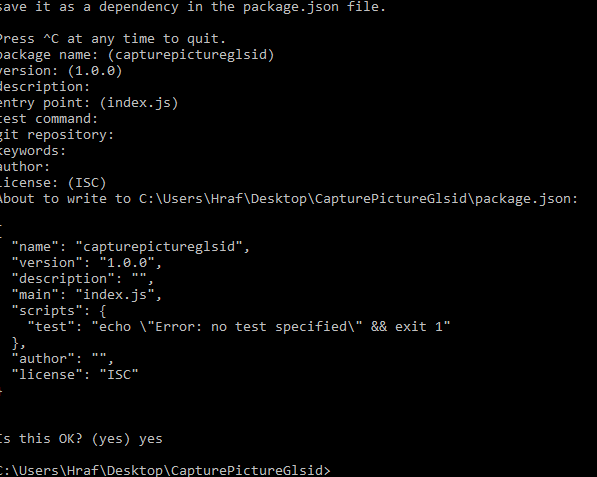 save it as a dependency in the package.json file.
Press ^C at any time to quit.
package name: (capturepictureglsid)
version: (1.0.0)
description:
entry point: (index.js)
test command:
git repository:
keywords:
author:
license: (ISC)
About to write to C:\Users\Hraf\Desktop\CapturePictureGlsid\package.json:
{
"name": "capturepictureglsid",
"version": "1.0.0",
"description": "",
"main": "index.js",
"scripts": {
"test": "echo \"Error: no test specified\" && exit 1"
},
"author": "",
"license": "ISC"
}
Is this OK? (yes) yes
C:\Users\Hraf\Desktop\CapturePictureGlsid>